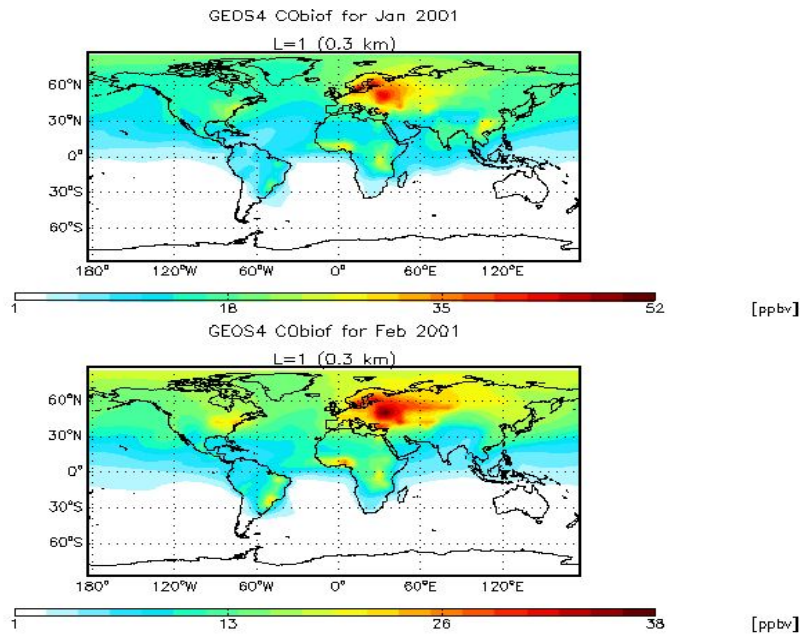 GEOS4 CObiof for Jan 2001
L=1 (0.3 km)
60°N
30°N
0°
30°S
60°S
180° 120°W 60°W 0° 60°E 120°E
1 18 35 52 [ppbv]
GEOS4 CObiof for Feb 2001
L=1 (0.3 km)
60°N
30°N
0°
30°S
60°S
180° 120°W 60°W 0° 60°E 120°E
1 13 26 38 [ppbv]